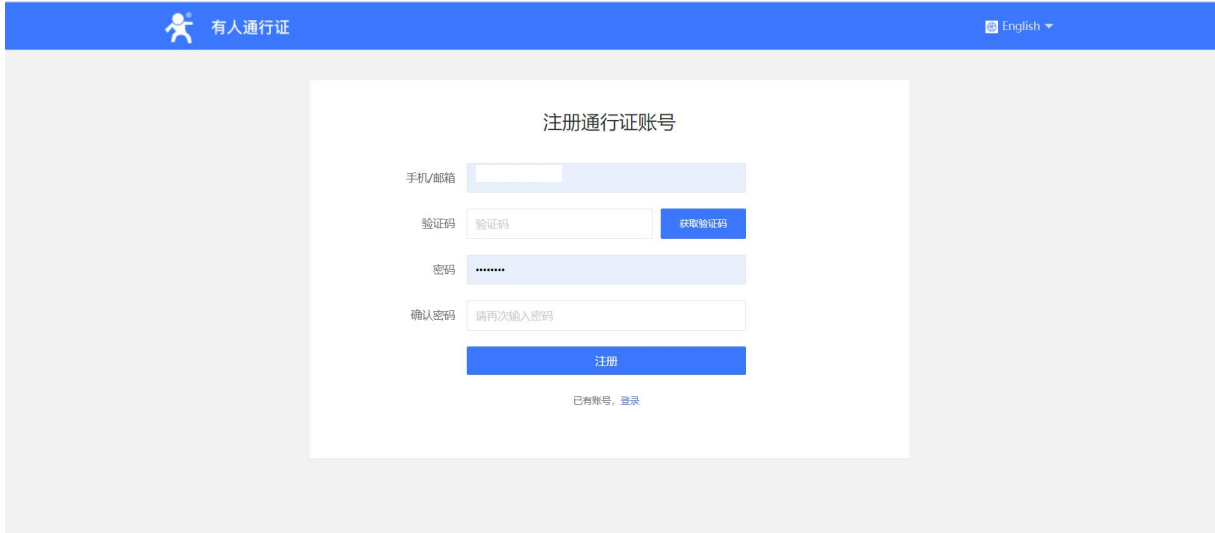 有人通行证
English
注册通行证账号
手机/邮箱
验证码 验证码 获取验证码
密码 ••••••••
确认密码 请再次输入密码
注册
已有账号，登录